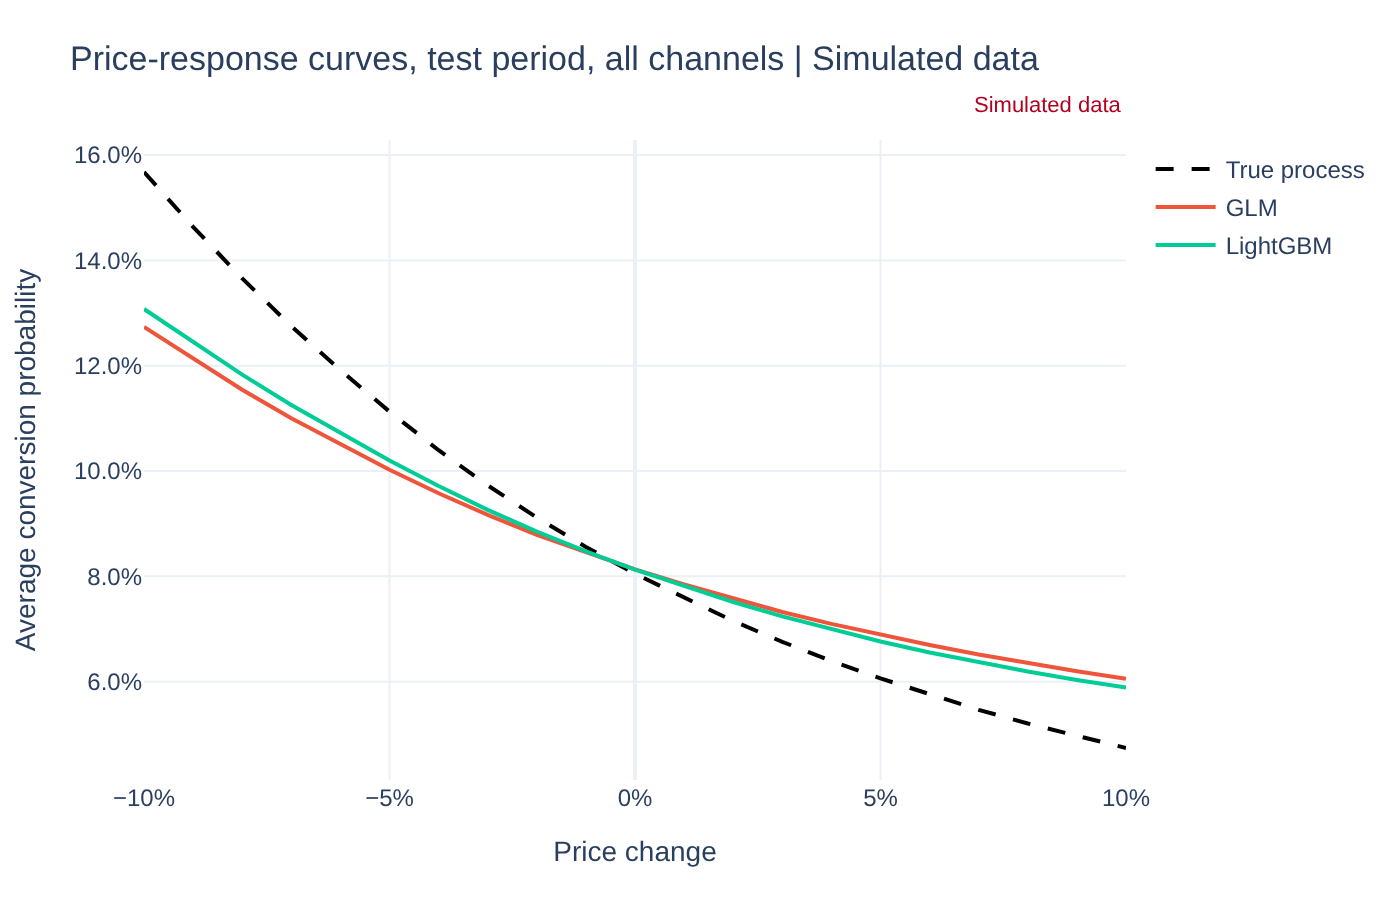 Price-response curves, test period, all channels | Simulated data
Simulated data
True process
GLM
LightGBM
Average conversion probability
16.0%
14.0%
12.0%
10.0%
8.0%
6.0%
−10%
−5%
0%
5%
10%
Price change